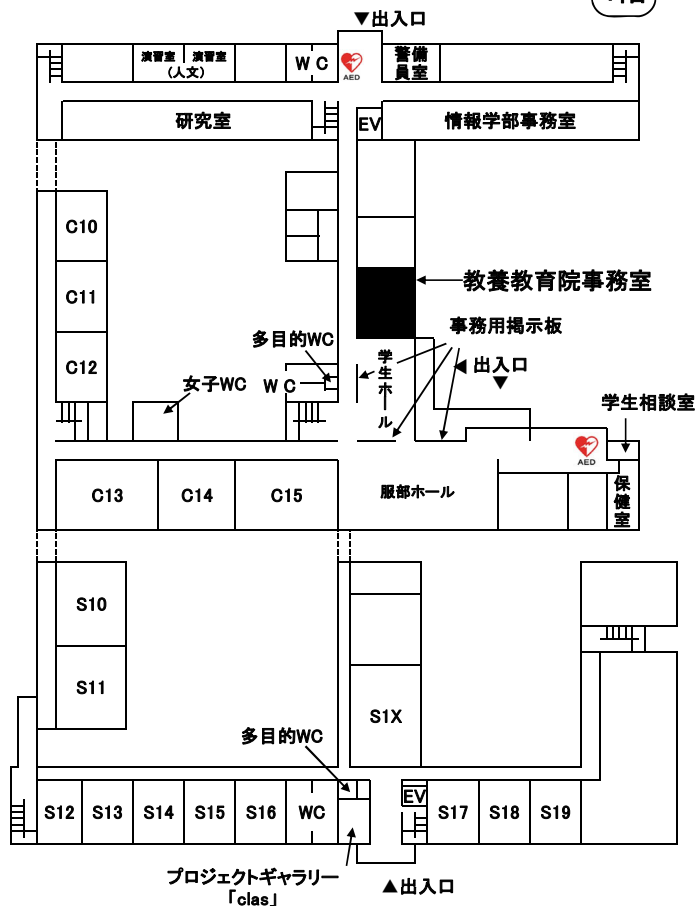 ▼出入口
演習室 演習室
(人文)
WC
AED
警備
員室
研究室
EV
情報学部事務室
C10
教養教育院事務室
C11
事務用掲示板
多目的WC
C12
学生ホール
◀ 出入口
▼
女子WC
WC
学生相談室
AED
C13
C14
C15
服部ホール
保健室
S10
S11
S1X
多目的WC
EV
S12
S13
S14
S15
S16
WC
S17
S18
S19
プロジェクトギャラリー
「clas」
▲出入口